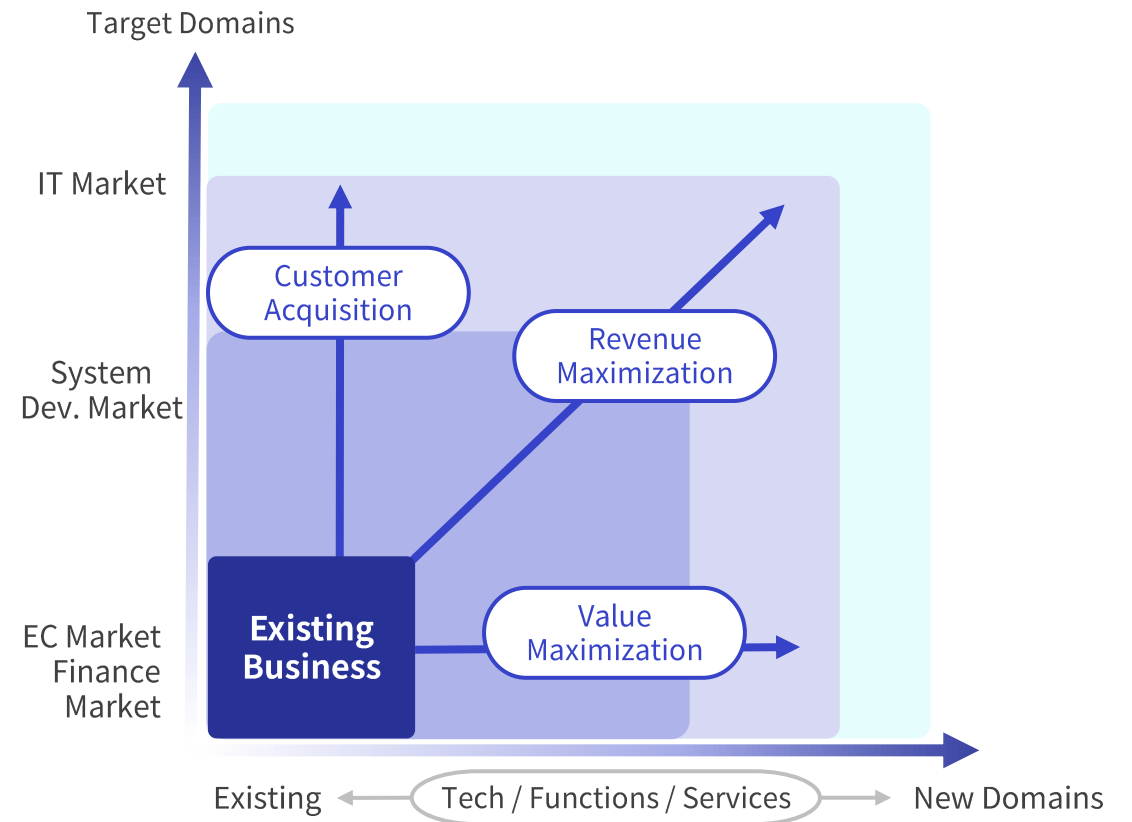 Target Domains
IT Market
Customer
Acquisition
Revenue
Maximization
System
Dev. Market
Existing
Business
Value
Maximization
EC Market
Finance
Market
Existing
Tech / Functions / Services
New Domains